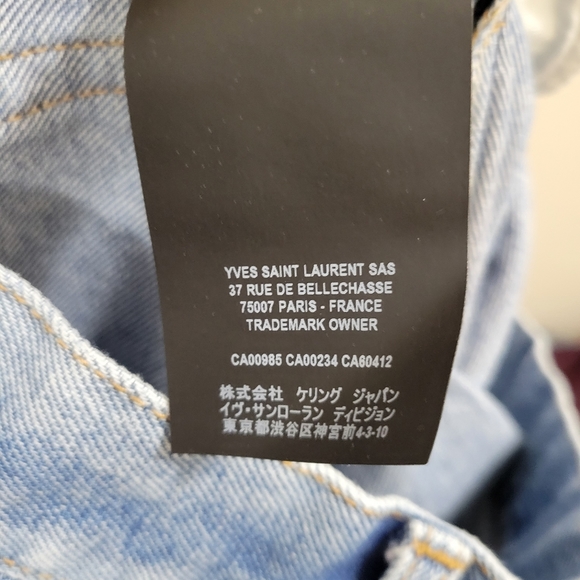 YVES SAINT LAURENT SAS
37 RUE DE BELLECHASSE
75007 PARIS - FRANCE
TRADEMARK OWNER
CA00985 CA00234 CA60412
株式会社 ケリング ジャパン
イヴ・サンローラン ディビジョン
東京都渋谷区神宮前4-3-10